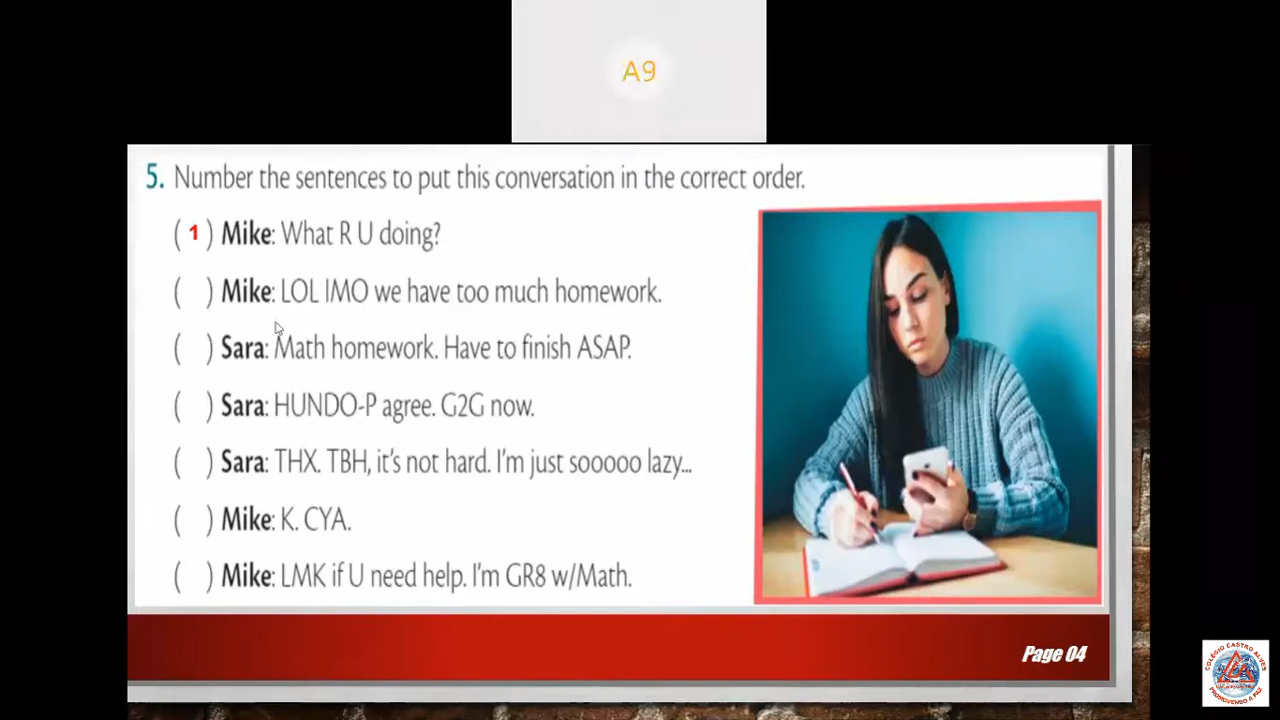 A9
5. Number the sentences to put this conversation in the correct order.
( 1 ) Mike: What R U doing?
( ) Mike: LOL IMO we have too much homework.
( ) Sara: Math homework. Have to finish ASAP.
( ) Sara: HUNDO-P agree. G2G now.
( ) Sara: THX. TBH, it's not hard. I'm just sooooo lazy...
( ) Mike: K. CYA.
( ) Mike: LMK if U need help. I'm GR8 w/Math.
Page 04
COLÉGIO CASTRO ALVES
PROMOVENDO A PAZ